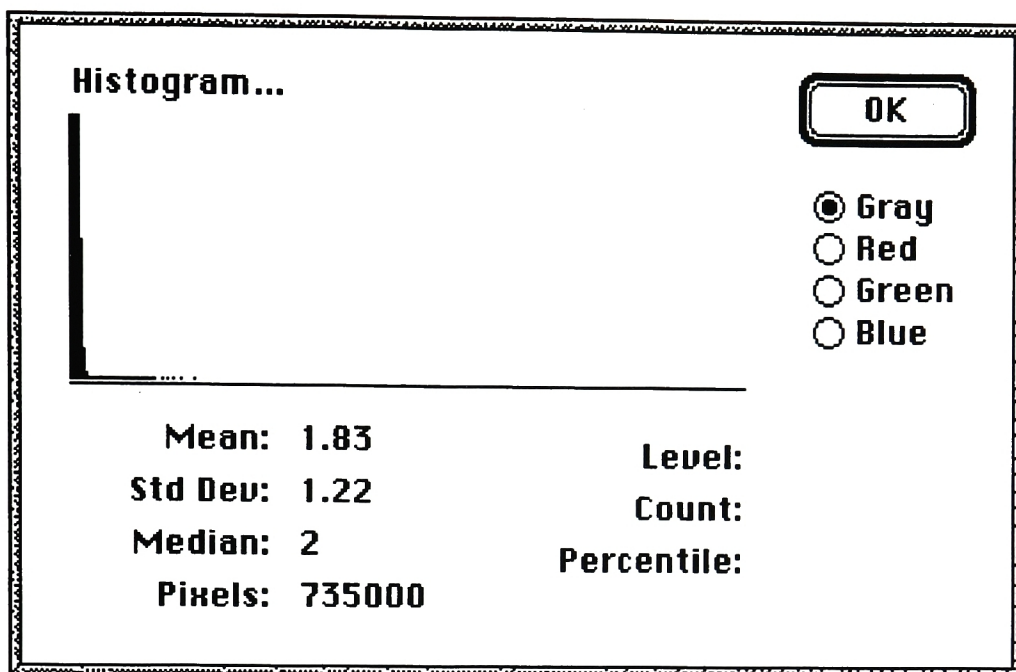 Histogram...
OK
Gray
Red
Green
Blue
Mean: 1.83
Std Dev: 1.22
Median: 2
Pixels: 735000
Level:
Count:
Percentile: